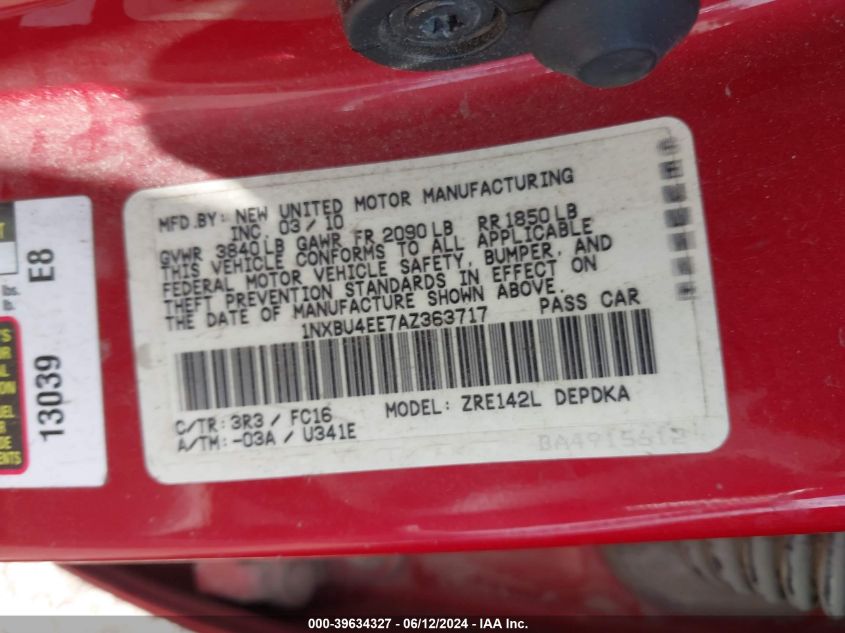 MFD.BY: NEW UNITED MOTOR MANUFACTURING
INC. 03/10
GVWR 3840 LB GAWR FR 2090 LB RR 1850 LB
THIS VEHICLE CONFORMS TO ALL APPLICABLE
FEDERAL MOTOR VEHICLE SAFETY, BUMPER, AND
THEFT PREVENTION STANDARDS IN EFFECT ON
THE DATE OF MANUFACTURE SHOWN ABOVE.
1NXBU4EE7AZ363717 PASS CAR
C/TR: 3R3 / FC16 MODEL: ZRE142L DEPDKA
A/TM: -03A / U341E
BA4915612
13039 E8
lbs.
lb.
000-39634327 - 06/12/2024 - IAA, Inc.